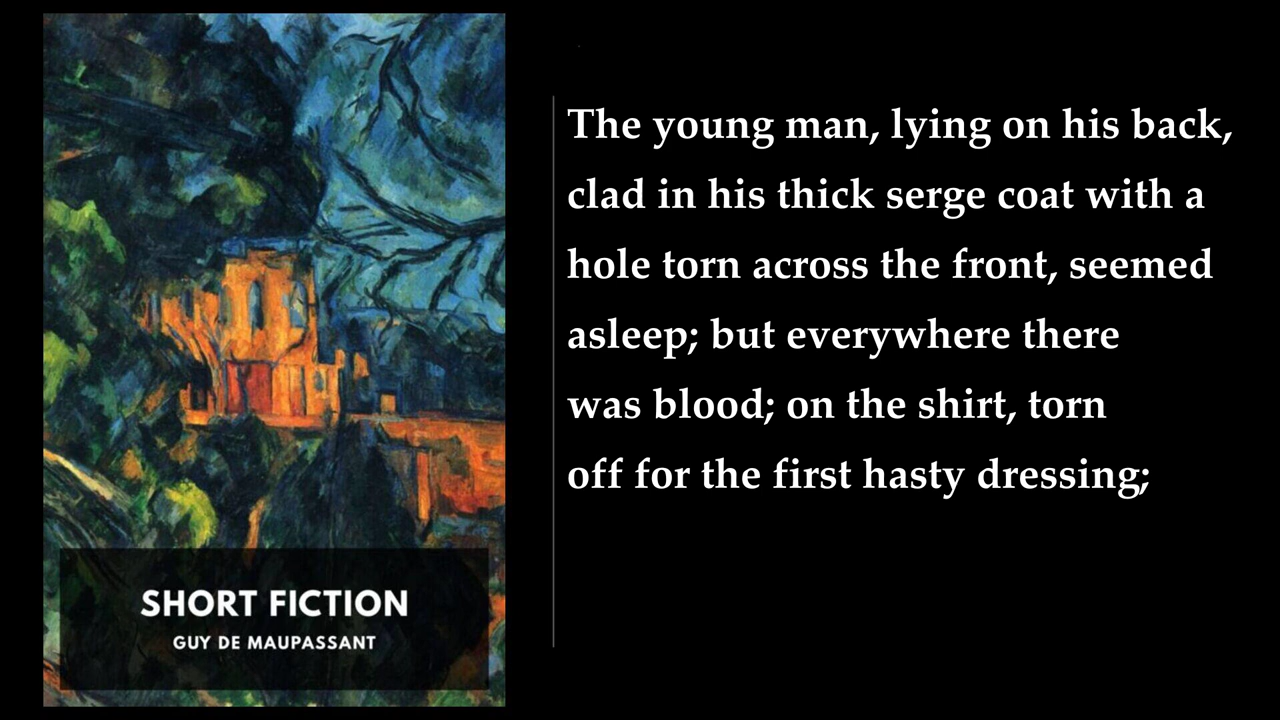 SHORT FICTION
GUY DE MAUPASSANT
The young man, lying on his back,
clad in his thick serge coat with a
hole torn across the front, seemed
asleep; but everywhere there
was blood; on the shirt, torn
off for the first hasty dressing;